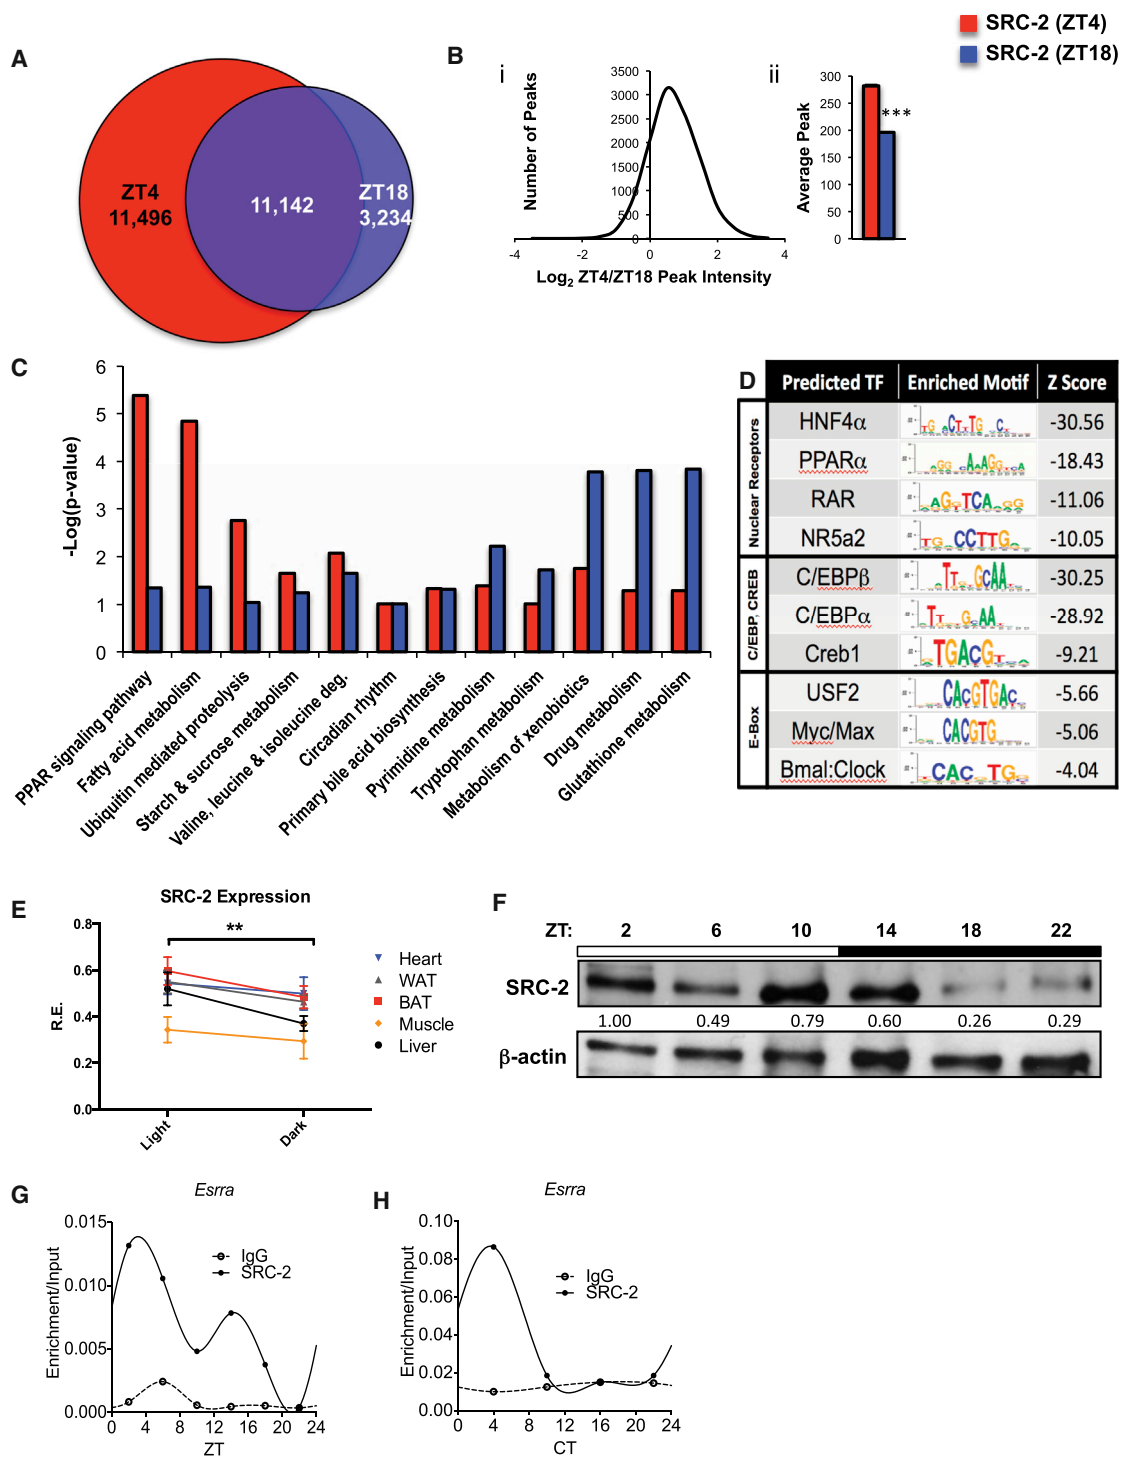 SRC-2 (ZT4)
SRC-2 (ZT18)
A
ZT4
11,496
11,142
ZT18
3,234
B
i
Number of Peaks
3500
3000
2500
2000
1500
1000
500
0
-4
-2
0
2
4
Log2 ZT4/ZT18 Peak Intensity
ii
Average Peak
300
250
200
150
100
50
0
***
C
-Log(p-value)
6
5
4
3
2
1
0
PPAR signaling pathway
Fatty acid metabolism
Ubiquitin mediated proteolysis
Starch & sucrose metabolism
Valine, leucine & isoleucine deg.
Circadian rhythm
Primary bile acid biosynthesis
Pyrimidine metabolism
Tryptophan metabolism
Metabolism of xenobiotics
Drug metabolism
Glutathione metabolism
D
Predicted TF Enriched Motif Z Score
Nuclear Receptors
HNF4α -30.56
PPARα -18.43
RAR -11.06
NR5a2 -10.05
C/EBP, CREB
C/EBPβ -30.25
C/EBPα -28.92
Creb1 TGACG -9.21
E-Box
USF2 CACGTGAC -5.66
Myc/Max CACGTG -5.06
Bmal:Clock CAC TG -4.04
E
SRC-2 Expression
**
R.E.
0.8
0.6
0.4
0.2
0.0
Light
Dark
Heart
WAT
BAT
Muscle
Liver
F
ZT: 2 6 10 14 18 22
SRC-2
1.00 0.49 0.79 0.60 0.26 0.29
β-actin
G
Esrra
Enrichment/Input
0.015
0.010
0.005
0.000
IgG
SRC-2
0 4 8 12 16 20 24
ZT
H
Esrra
Enrichment/Input
0.10
0.08
0.06
0.04
0.02
0.00
IgG
SRC-2
0 4 8 12 16 20 24
CT